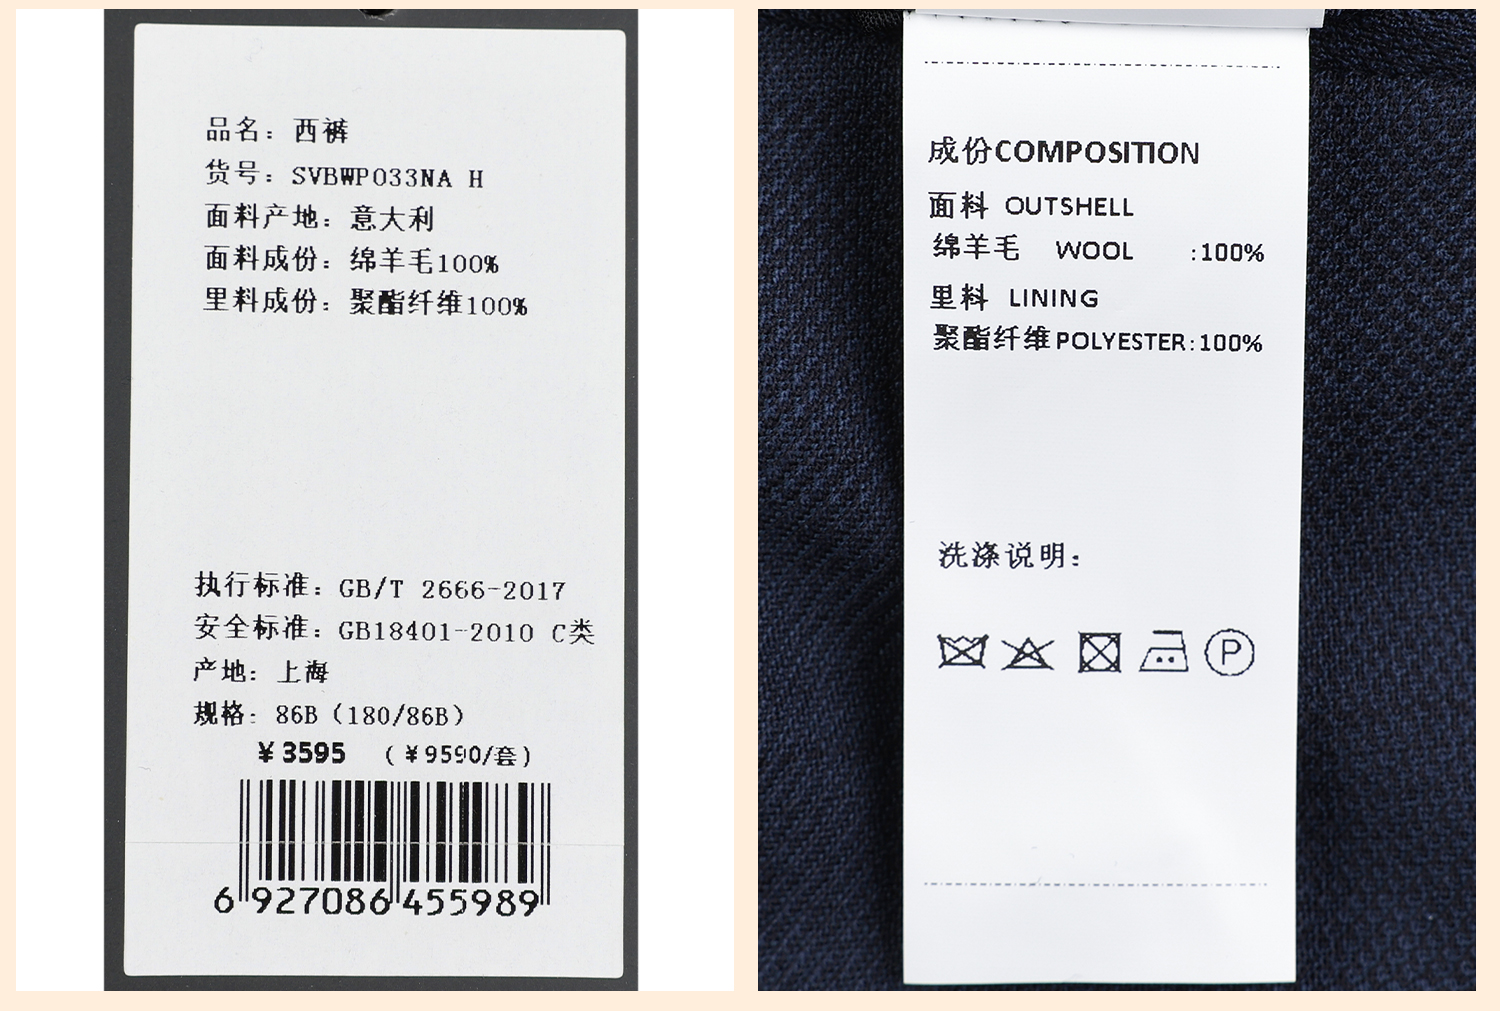 品名：西裤
货号：SVBWP033NA H
面料产地：意大利
面料成份：绵羊毛100%
里料成份：聚酯纤维100%
执行标准：GB/T 2666-2017
安全标准：GB18401-2010 C类
产地：上海
规格：86B（180/86B）
¥3595 （¥9590/套）
6 927086 455989
成份COMPOSITION
面料 OUTSHELL
绵羊毛 WOOL :100%
里料 LINING
聚酯纤维 POLYESTER:100%
洗涤说明：
P